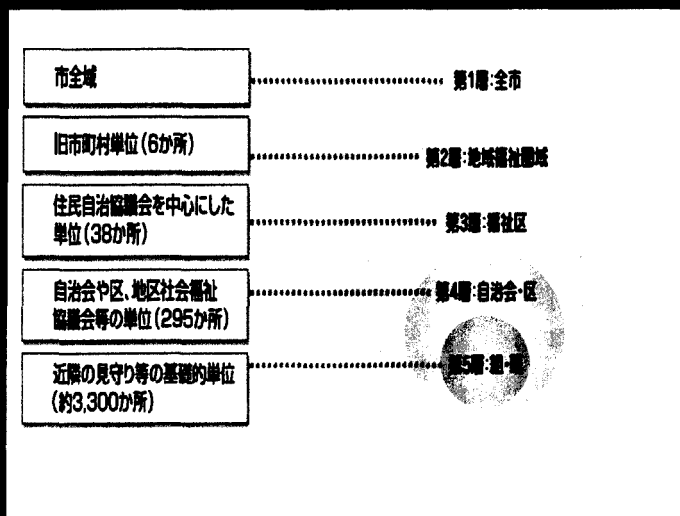 市全域
第1層:全市
旧市町村単位(6か所)
第2層:地域福祉圏域
住民自治協議会を中心にした
単位(38か所)
第3層:福祉区
自治会や区、地区社会福祉
協議会等の単位(295か所)
第4層:自治会・区
近隣の見守り等の基礎的単位
(約3,300か所)
第5層:組・